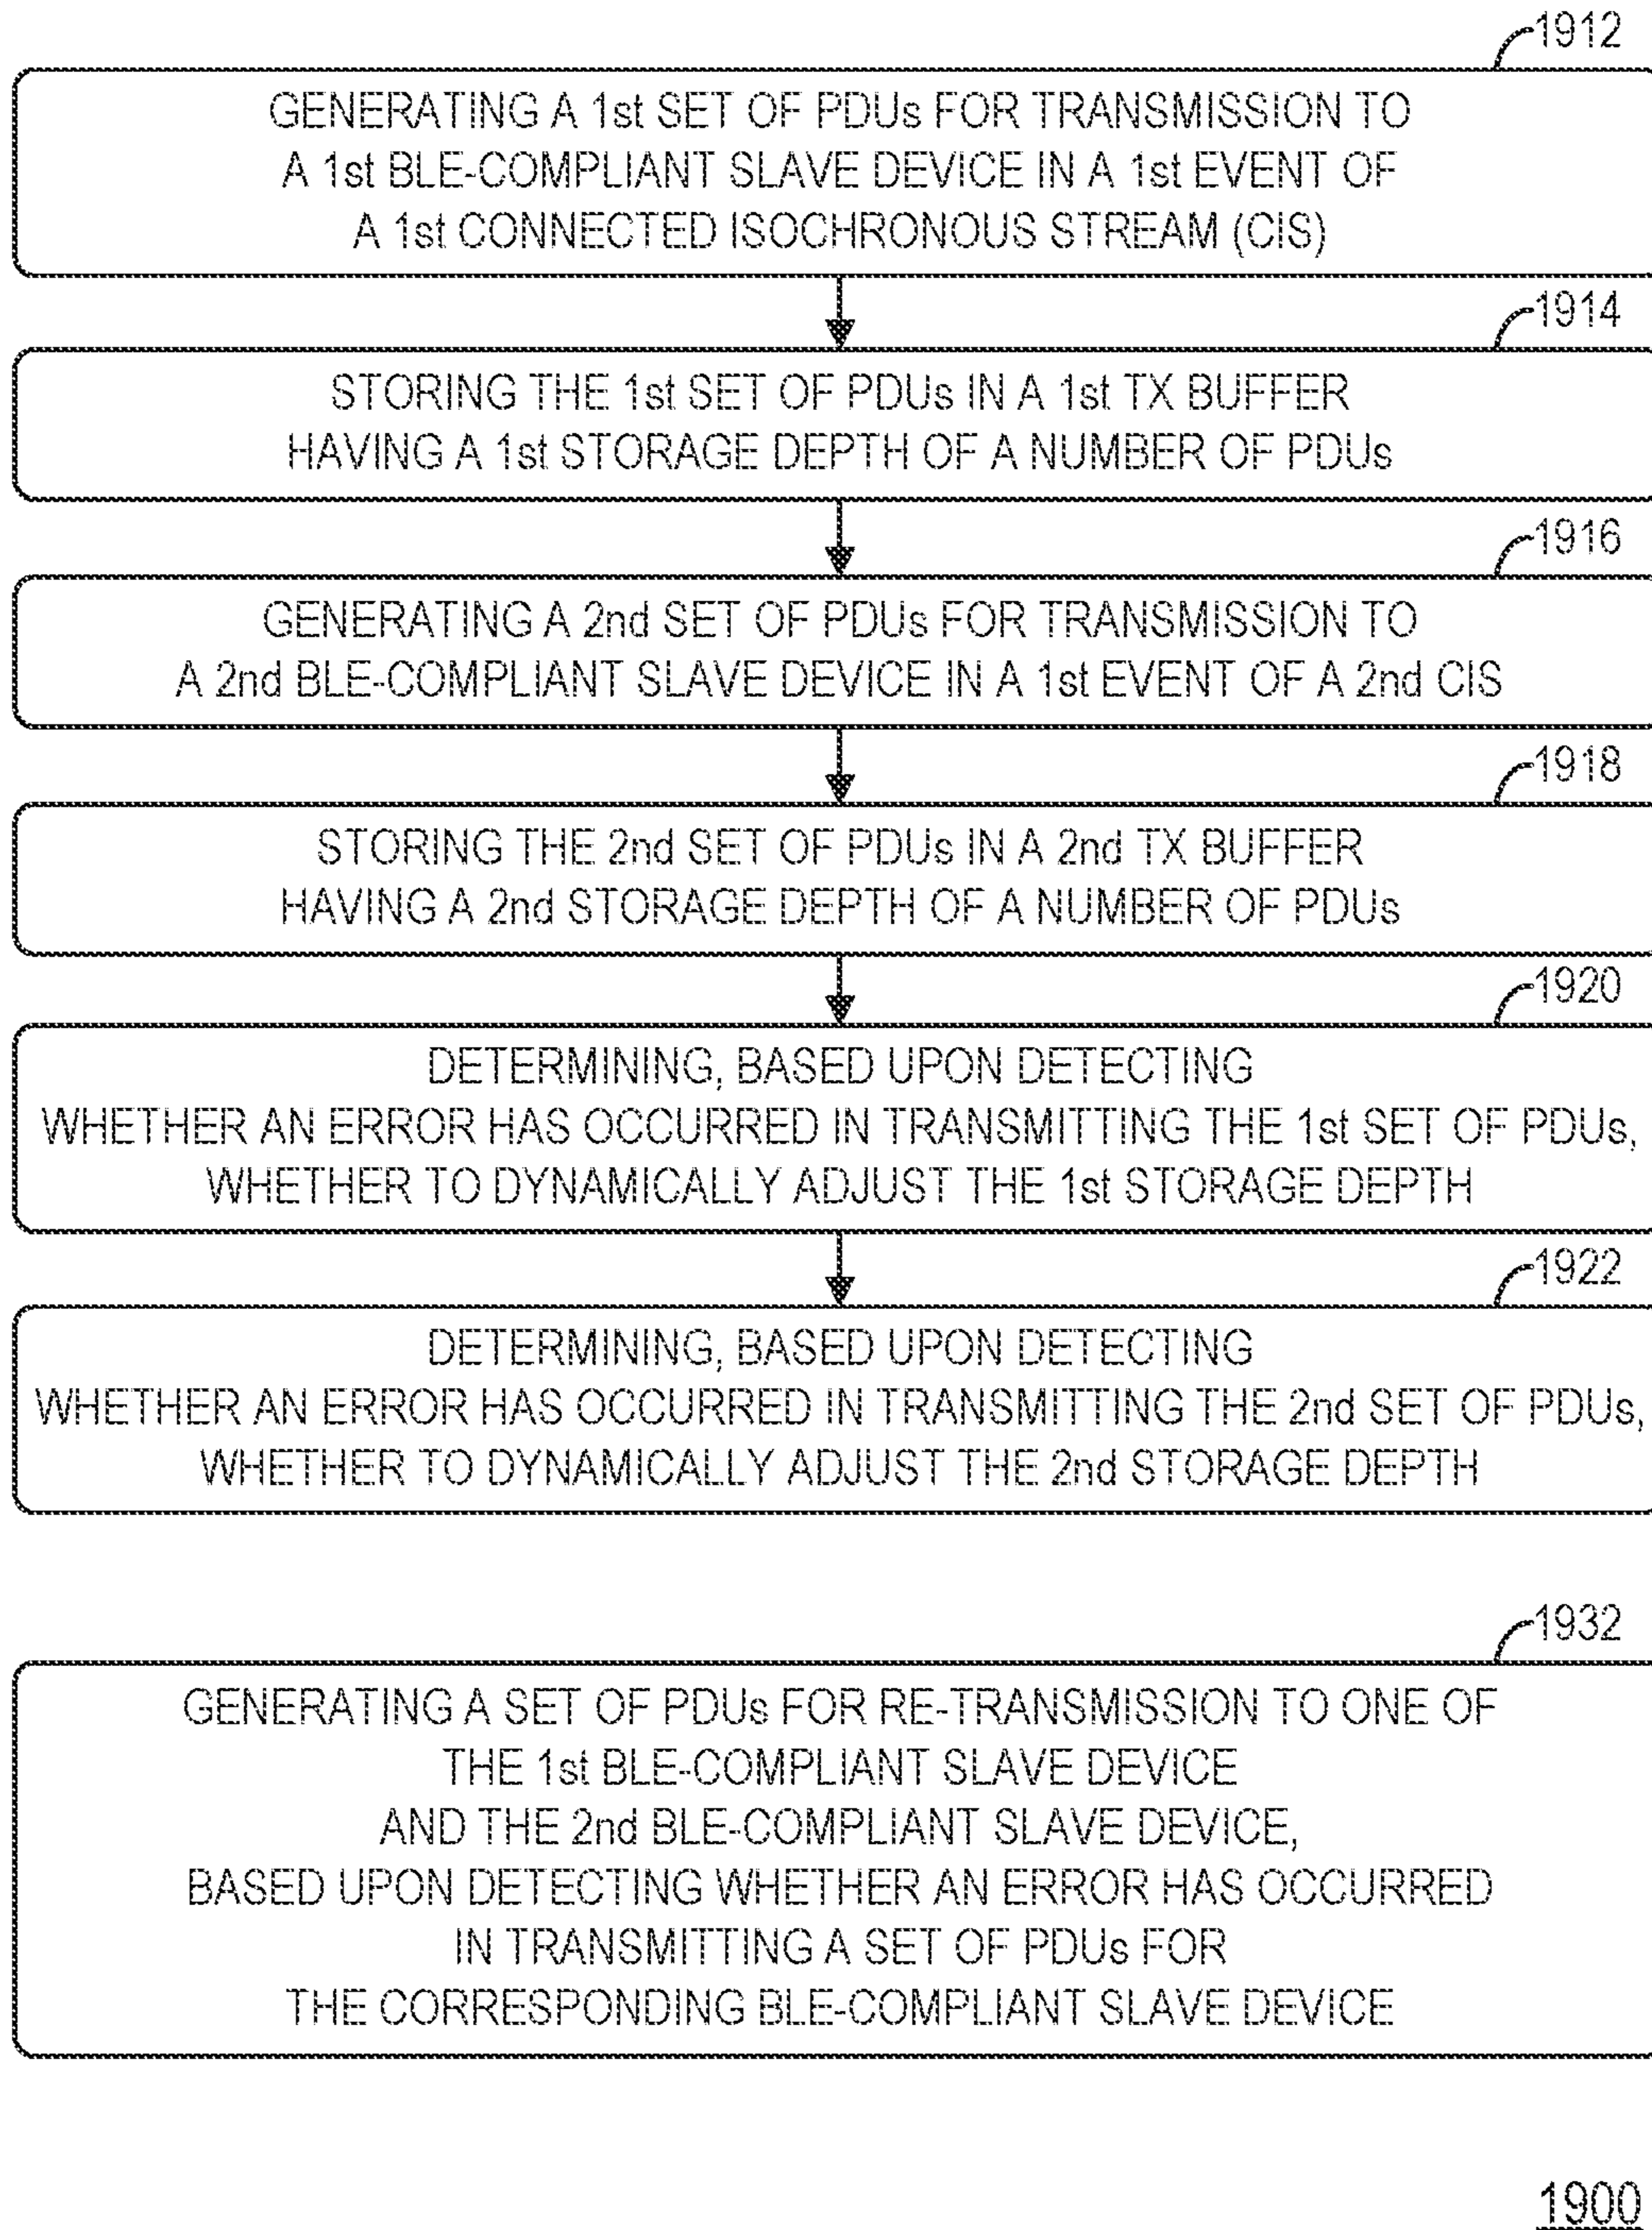 1912
GENERATING A 1st SET OF PDUs FOR TRANSMISSION TO
A 1st BLE-COMPLIANT SLAVE DEVICE IN A 1st EVENT OF
A 1st CONNECTED ISOCHRONOUS STREAM (CIS)
1914
STORING THE 1st SET OF PDUs IN A 1st TX BUFFER
HAVING A 1st STORAGE DEPTH OF A NUMBER OF PDUs
1916
GENERATING A 2nd SET OF PDUs FOR TRANSMISSION TO
A 2nd BLE-COMPLIANT SLAVE DEVICE IN A 1st EVENT OF A 2nd CIS
1918
STORING THE 2nd SET OF PDUs IN A 2nd TX BUFFER
HAVING A 2nd STORAGE DEPTH OF A NUMBER OF PDUs
1920
DETERMINING, BASED UPON DETECTING
WHETHER AN ERROR HAS OCCURRED IN TRANSMITTING THE 1st SET OF PDUs,
WHETHER TO DYNAMICALLY ADJUST THE 1st STORAGE DEPTH
1922
DETERMINING, BASED UPON DETECTING
WHETHER AN ERROR HAS OCCURRED IN TRANSMITTING THE 2nd SET OF PDUs,
WHETHER TO DYNAMICALLY ADJUST THE 2nd STORAGE DEPTH
1932
GENERATING A SET OF PDUs FOR RE-TRANSMISSION TO ONE OF
THE 1st BLE-COMPLIANT SLAVE DEVICE
AND THE 2nd BLE-COMPLIANT SLAVE DEVICE,
BASED UPON DETECTING WHETHER AN ERROR HAS OCCURRED
IN TRANSMITTING A SET OF PDUs FOR
THE CORRESPONDING BLE-COMPLIANT SLAVE DEVICE
1900